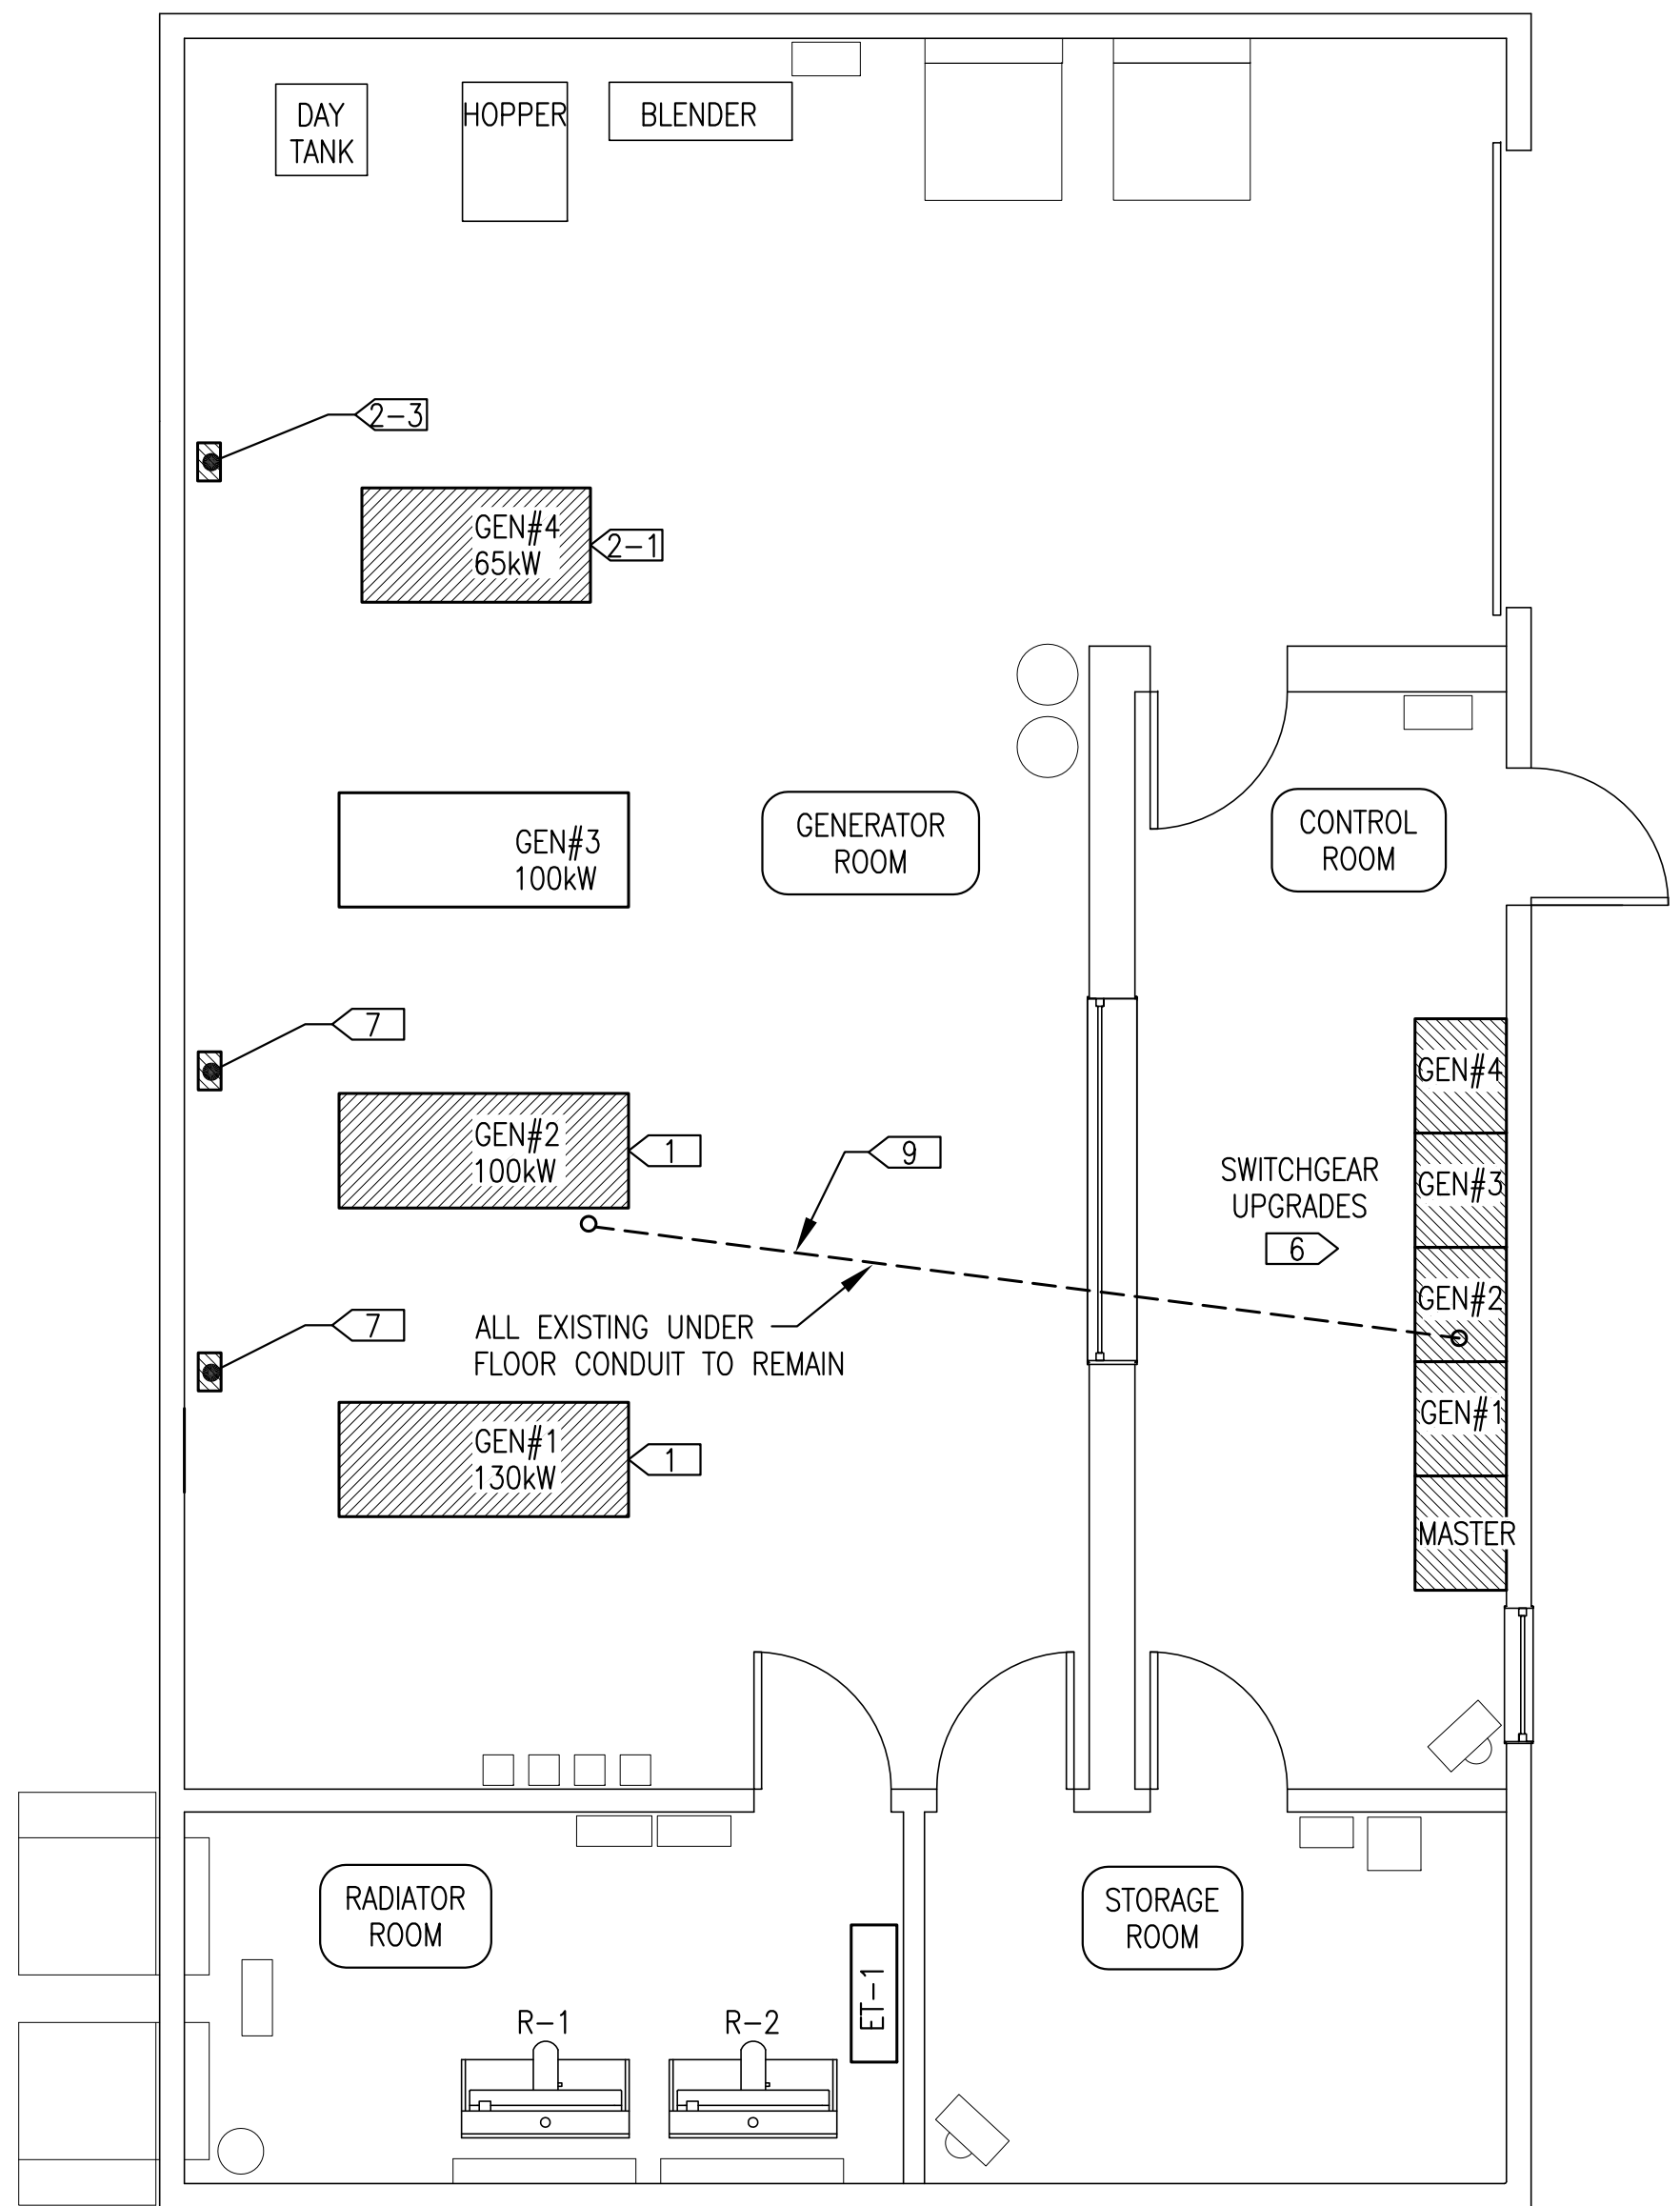 DAY
TANK
HOPPER
BLENDER
2-3
GEN#4
65kW
2-1
GEN#3
100kW
GENERATOR
ROOM
CONTROL
ROOM
7
GEN#2
100kW
1
9
SWITCHGEAR
UPGRADES
6
GEN#4
GEN#3
GEN#2
GEN#1
MASTER
ALL EXISTING UNDER
FLOOR CONDUIT TO REMAIN
7
GEN#1
130kW
1
RADIATOR
ROOM
STORAGE
ROOM
ET-1
R-1
R-2